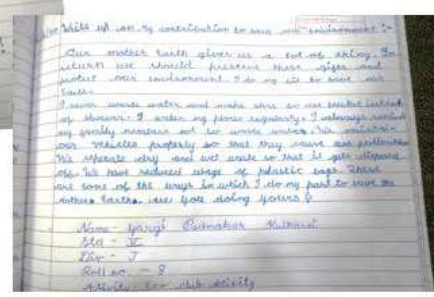 Write up on my contribution to save our environment :-
Our mother Earth gives us a lot of thing. In
return we should preserve these gifts and
protect our environment. I do my bit to save our
Earth.
I never waste water and make sure to use bucket instead
of shower. I water my plants regularly. I always remind
my family members not to waste water. We maintain
our vehicles properly so that they cause less pollution
We separate dry and wet waste so that it gets disposed
off. We have reduced usage of plastic bags. These
are some of the ways in which I do my part to save the
Mother Earth. Are you doing yours ?
Name - Gargi Padmakar Kulkarni
Std - V
Div - J
Roll no. - 8
Activity - Eco club activity